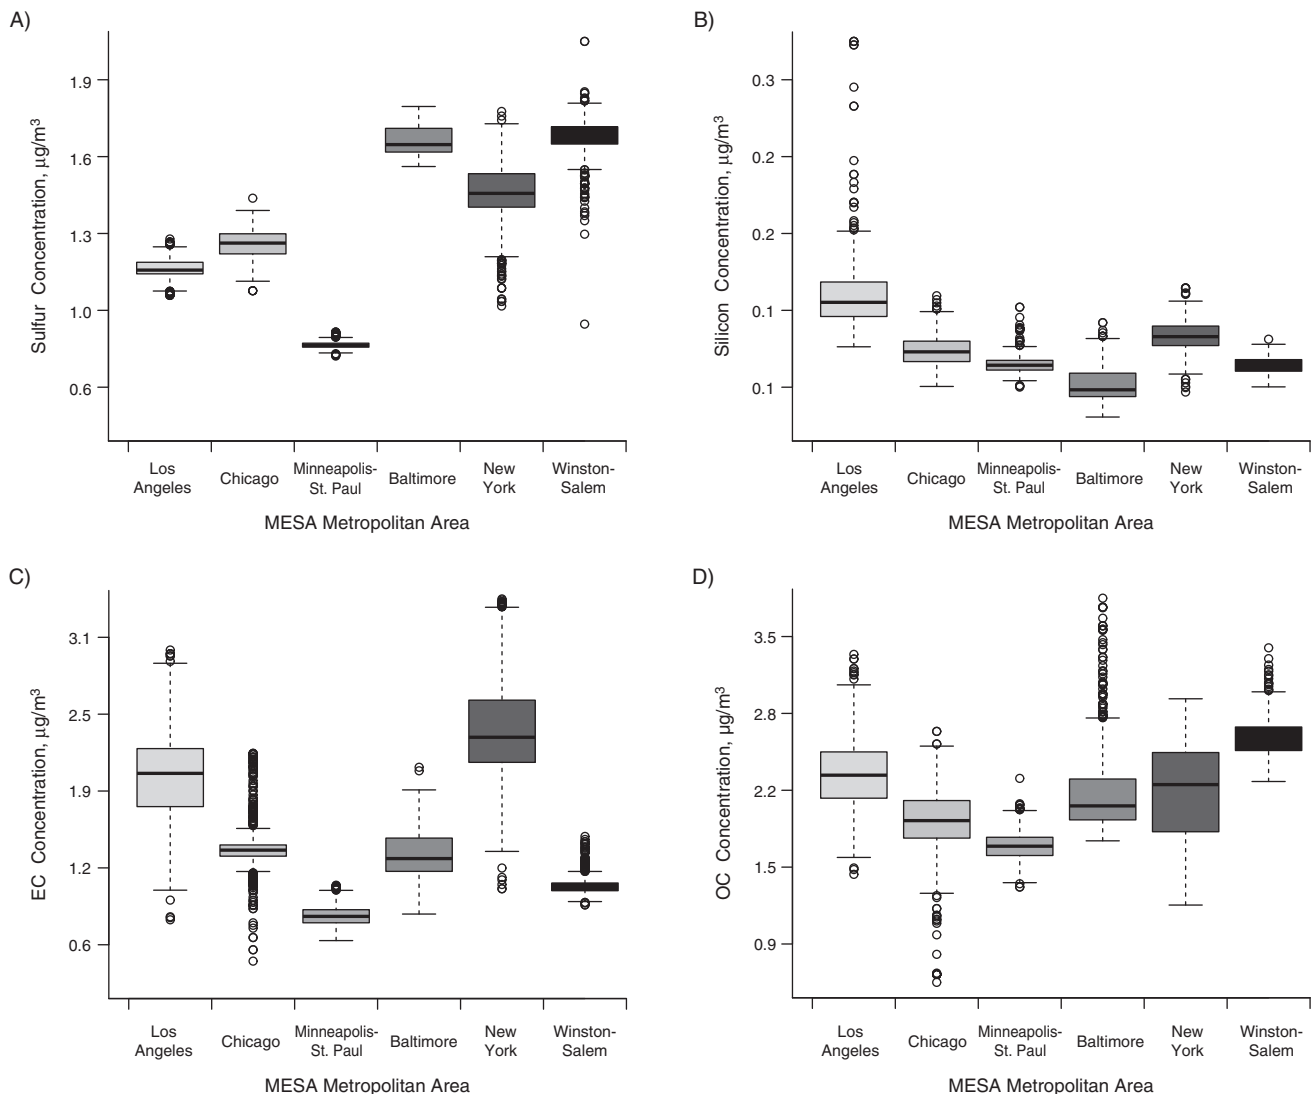 A)
Sulfur Concentration, μg/m³
1.9
1.6
1.3
1.0
0.6
Los Angeles
Chicago
Minneapolis-
St. Paul
Baltimore
New York
Winston-
Salem
MESA Metropolitan Area
B)
Silicon Concentration, μg/m³
0.3
0.2
0.2
0.1
0.1
Los Angeles
Chicago
Minneapolis-
St. Paul
Baltimore
New York
Winston-
Salem
MESA Metropolitan Area
C)
EC Concentration, μg/m³
3.1
2.5
1.9
1.2
0.6
Los Angeles
Chicago
Minneapolis-
St. Paul
Baltimore
New York
Winston-
Salem
MESA Metropolitan Area
D)
OC Concentration, μg/m³
3.5
2.8
2.2
1.5
0.9
Los Angeles
Chicago
Minneapolis-
St. Paul
Baltimore
New York
Winston-
Salem
MESA Metropolitan Area